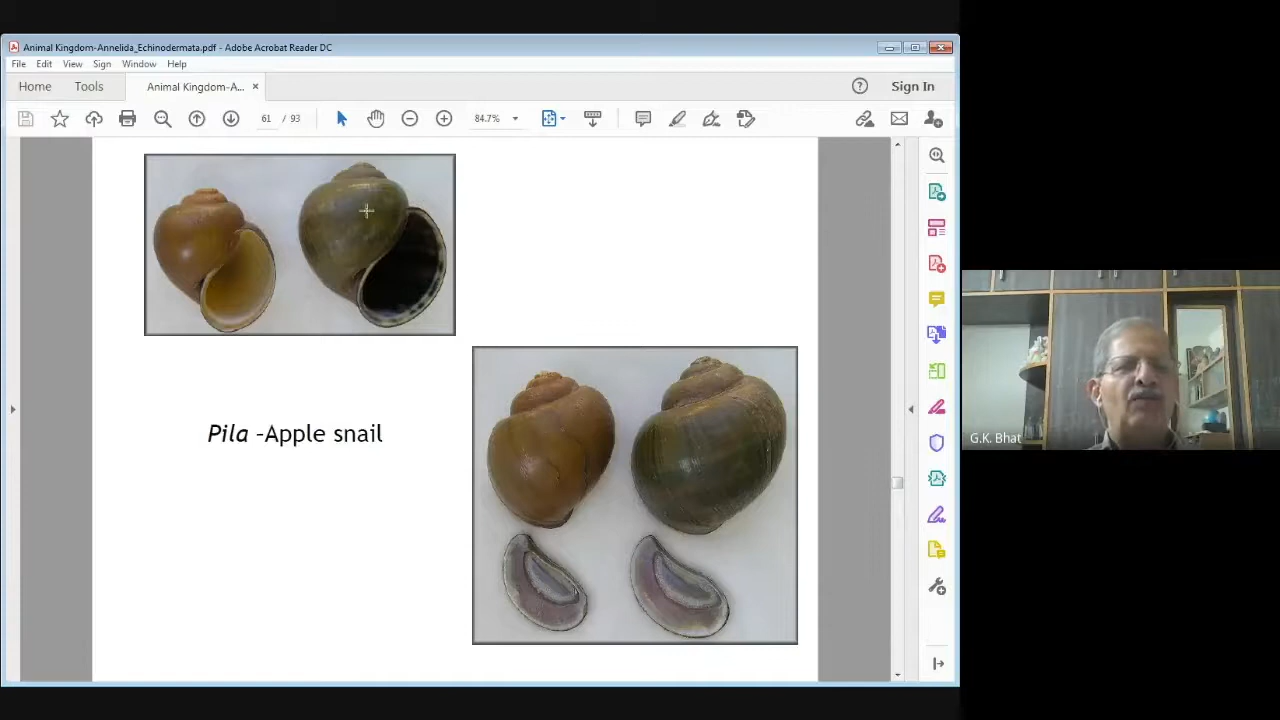 Animal Kingdom-Annelida_Echinodermata.pdf - Adobe Acrobat Reader DC
File Edit View Sign Window Help
Home Tools Animal Kingdom-A... × ? Sign In
61 / 93 84.7%
Pila -Apple snail
G.K. Bhat